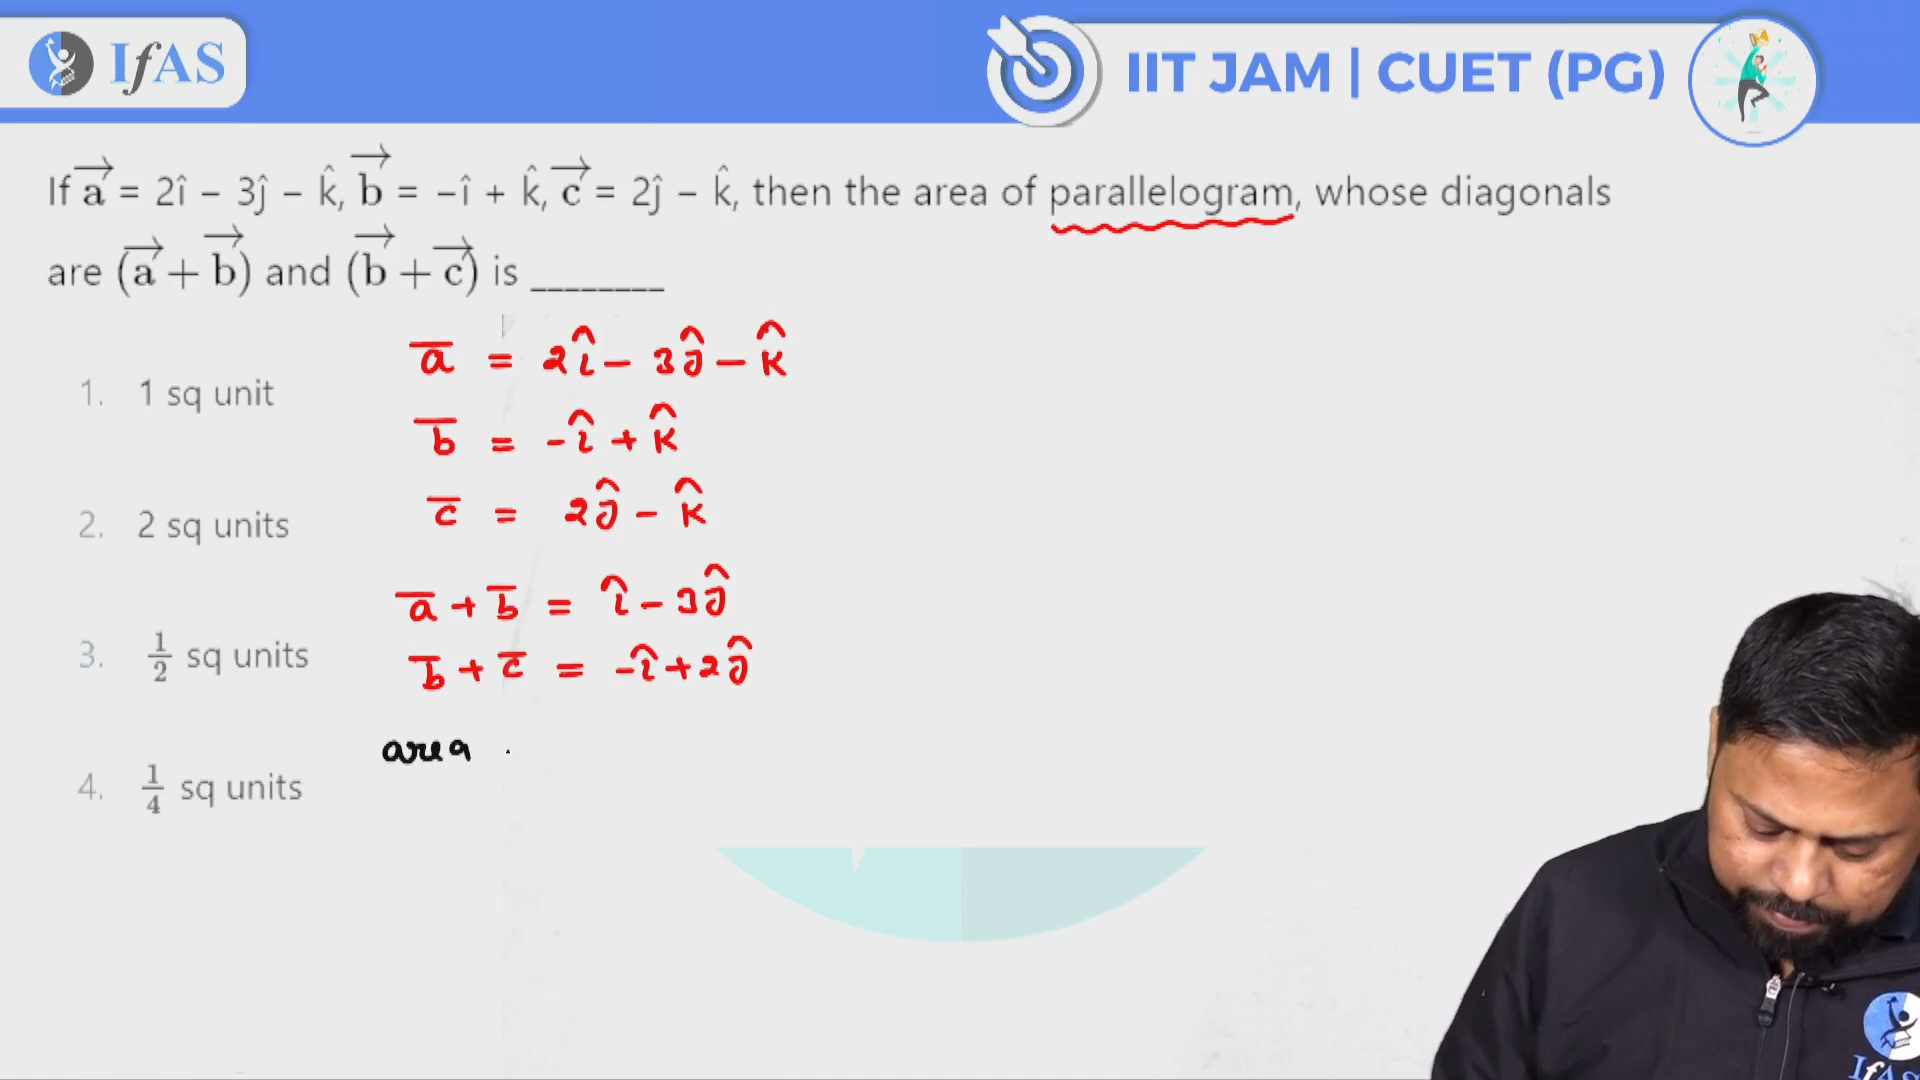 IfAS
IIT JAM | CUET (PG)
If a⃗ = 2î − 3ĵ − k̂, b⃗ = −î + k̂, c⃗ = 2ĵ − k̂, then the area of parallelogram, whose diagonals
are (a⃗ + b⃗) and (b⃗ + c⃗) is ________
1. 1 sq unit
2. 2 sq units
3. 1/2 sq units
4. 1/4 sq units
a̅ = 2î − 3ĵ − k̂
b̅ = -î + k̂
c̅ = 2ĵ − k̂
a̅ + b̅ = î − 3ĵ
b̅ + c̅ = -î + 2ĵ
area
IfAS